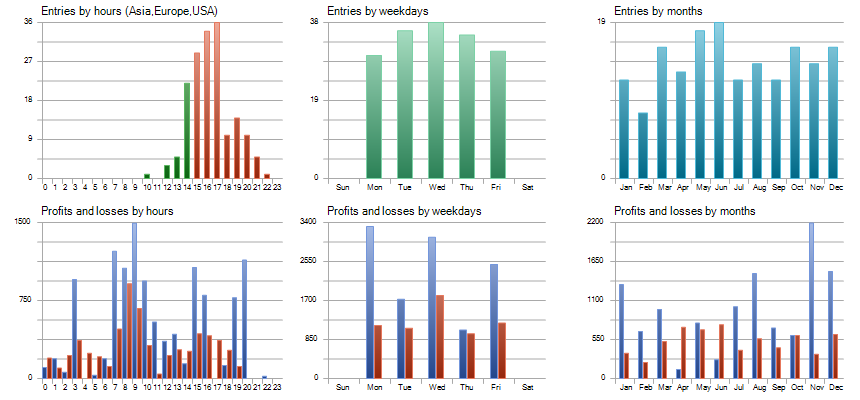 Entries by hours (Asia,Europe,USA)
36
27
18
9
0
0 1 2 3 4 5 6 7 8 9 10 11 12 13 14 15 16 17 18 19 20 21 22 23
Entries by weekdays
38
19
0
Sun Mon Tue Wed Thu Fri Sat
Entries by months
19
0
Jan Feb Mar Apr May Jun Jul Aug Sep Oct Nov Dec
Profits and losses by hours
1500
750
0
0 1 2 3 4 5 6 7 8 9 10 11 12 13 14 15 16 17 18 19 20 21 22 23
Profits and losses by weekdays
3400
2550
1700
850
0
Sun Mon Tue Wed Thu Fri Sat
Profits and losses by months
2200
1650
1100
550
0
Jan Feb Mar Apr May Jun Jul Aug Sep Oct Nov Dec